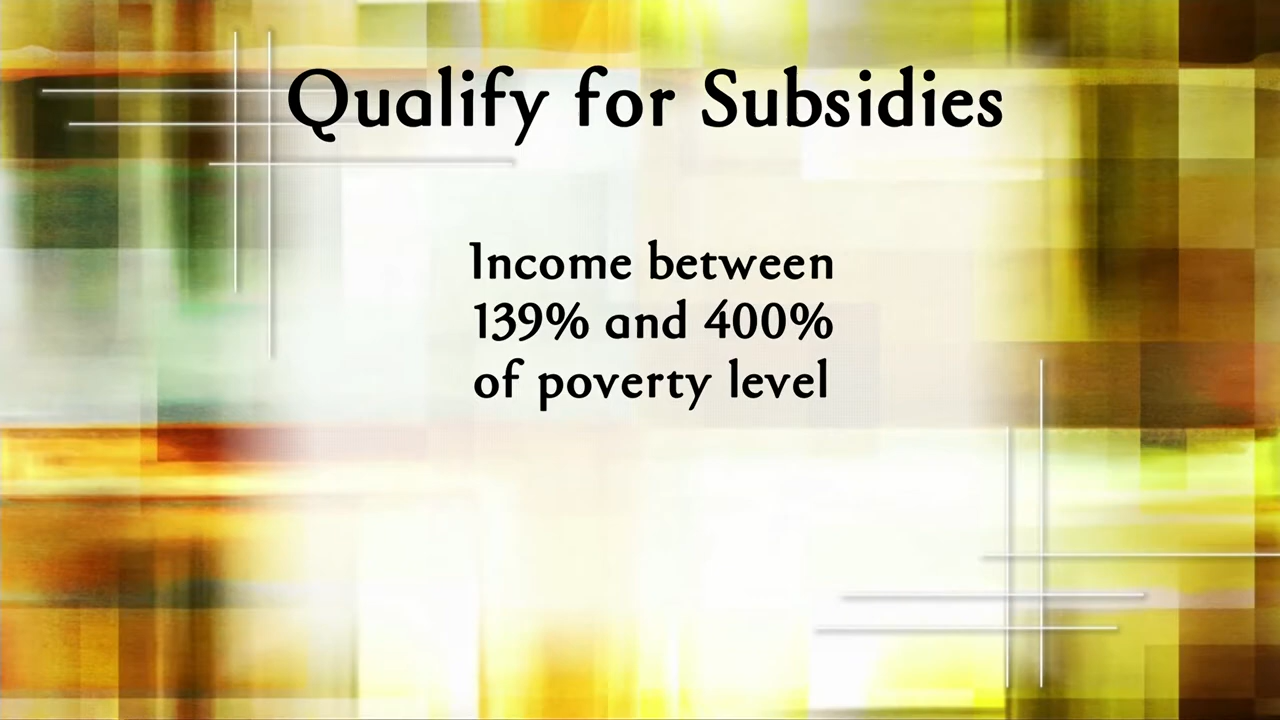 Qualify for Subsidies
Income between
139% and 400%
of poverty level